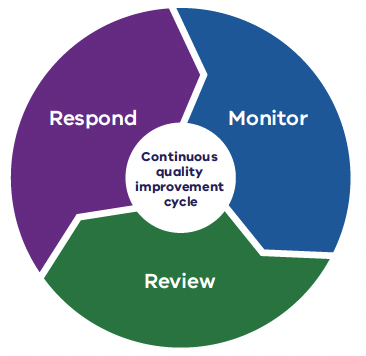 Respond
Monitor
Continuous
quality
improvement
cycle
Review